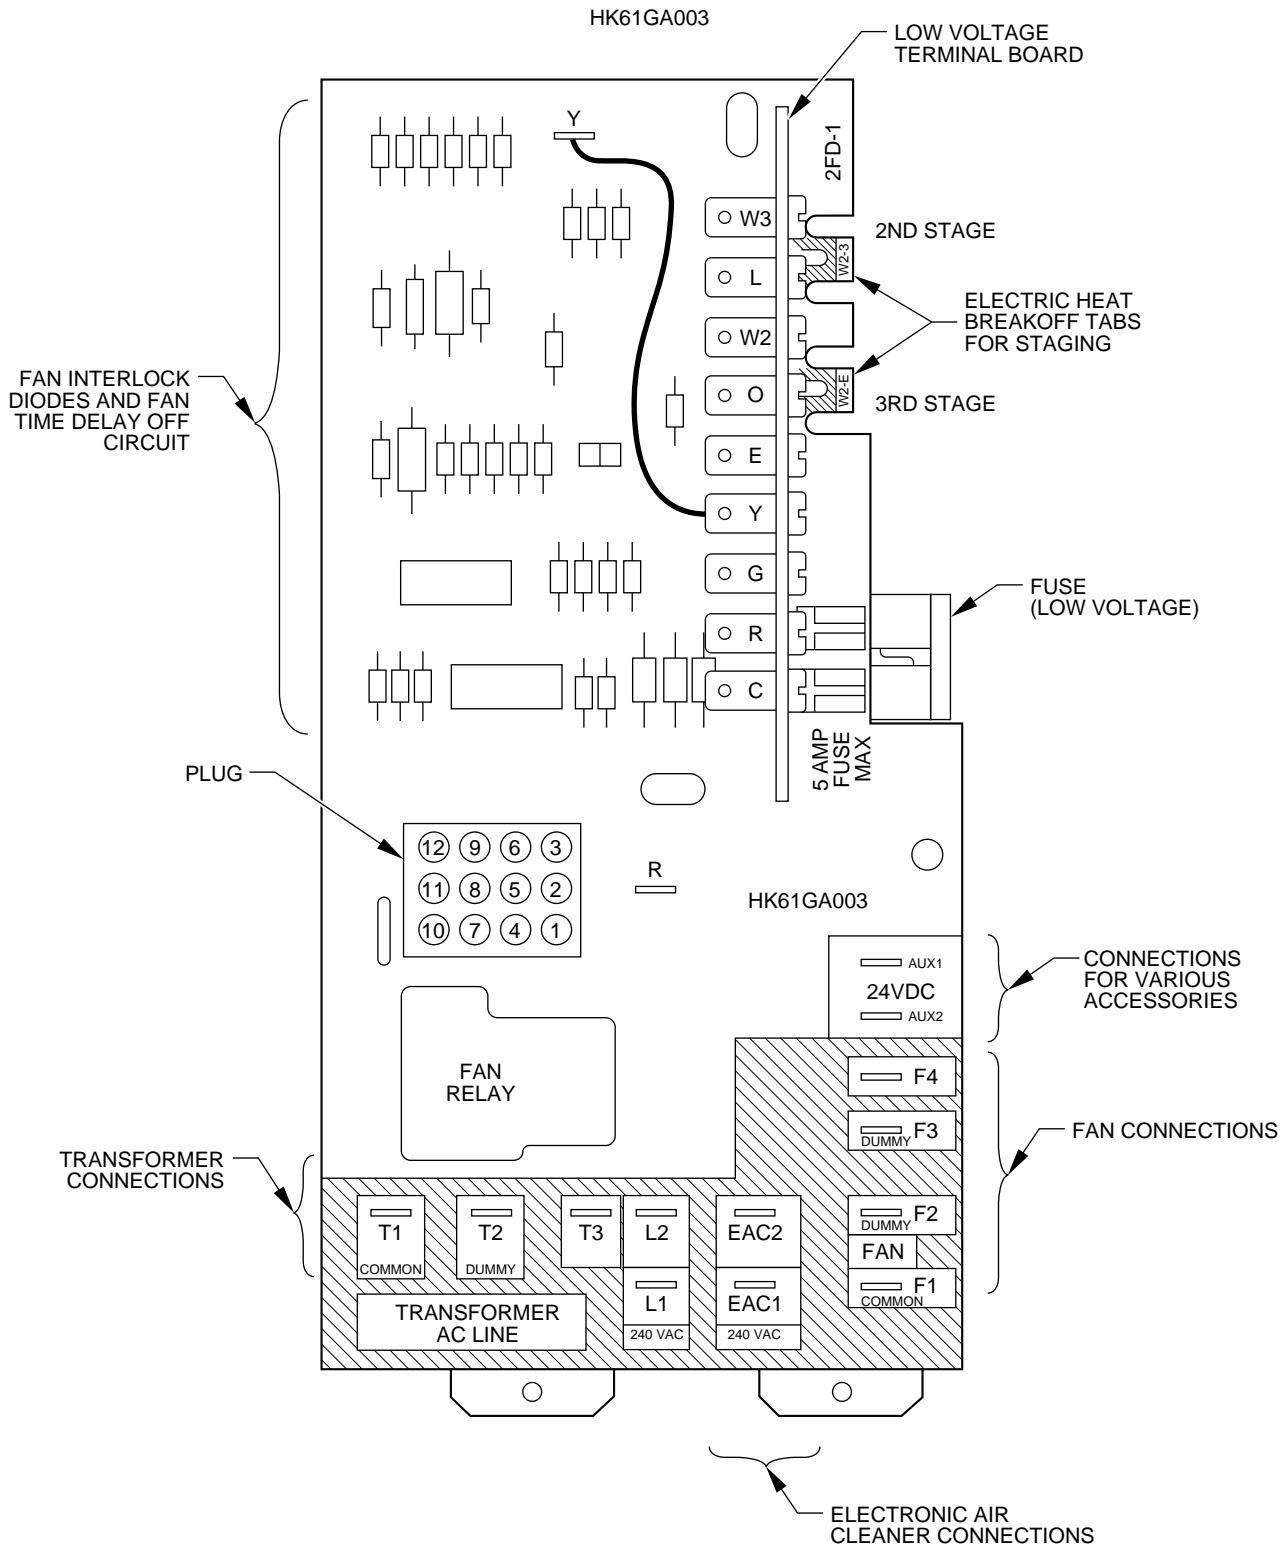 HK61GA003
LOW VOLTAGE
TERMINAL BOARD
Y
2FD-1
W3
2ND STAGE
W2-3
L
ELECTRIC HEAT
BREAKOFF TABS
FOR STAGING
W2
FAN INTERLOCK
DIODES AND FAN
TIME DELAY OFF
CIRCUIT
O
W2-E
3RD STAGE
E
Y
G
FUSE
(LOW VOLTAGE)
R
C
5 AMP
FUSE
MAX
PLUG
12 9 6 3
11 8 5 2
10 7 4 1
R
HK61GA003
AUX1
24VDC
AUX2
CONNECTIONS
FOR VARIOUS
ACCESSORIES
FAN
RELAY
F4
F3
DUMMY
FAN CONNECTIONS
TRANSFORMER
CONNECTIONS
T1
COMMON
T2
DUMMY
T3
L2
EAC2
F2
DUMMY
FAN
F1
COMMON
L1
240 VAC
EAC1
240 VAC
TRANSFORMER
AC LINE
ELECTRONIC AIR
CLEANER CONNECTIONS